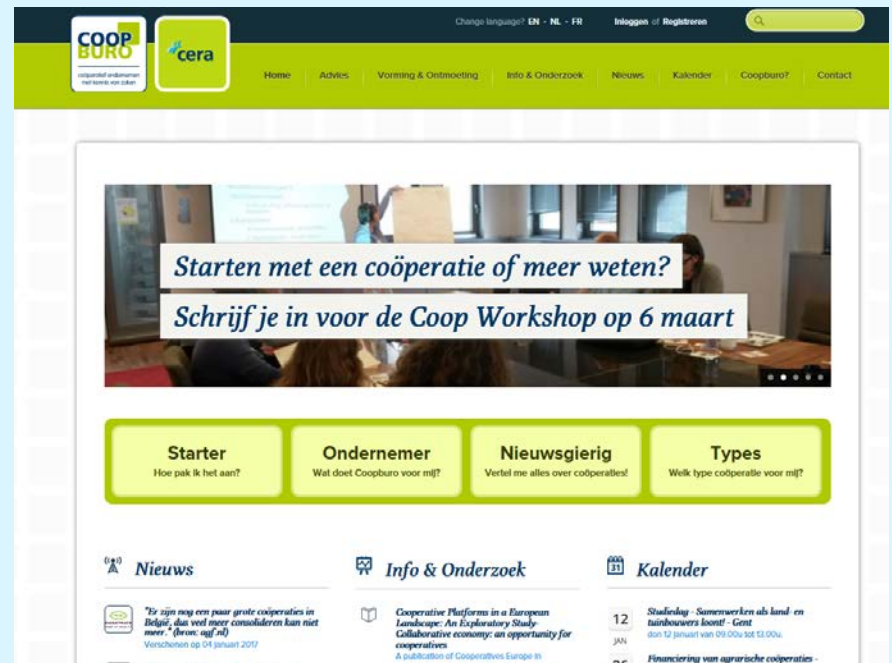 Change language? EN - NL - FR
Inloggen of Registreren
COOP
BURO
coöperatief ondernemen
met kennis van zaken
cera
Home
Advies
Vorming & Ontmoeting
Info & Onderzoek
Nieuws
Kalender
Coopburo?
Contact
Starten met een coöperatie of meer weten?
Schrijf je in voor de Coop Workshop op 6 maart
Starter
Hoe pak ik het aan?
Ondernemer
Wat doet Coopburo voor mij?
Nieuwsgierig
Vertel me alles over coöperaties!
Types
Welk type coöperatie voor mij?
Nieuws
"Er zijn nog een paar grote coöperaties in
België, dus veel meer consolideren kan niet
meer." (bron: agf.nl)
Verschenen op 04 januari 2017
Info & Onderzoek
Cooperative Platforms in a European
Landscape: An Exploratory Study-
Collaborative economy: an opportunity for
cooperatives
A publication of Cooperatives Europe in
31
Kalender
12
JAN
Studiedag - Samenwerken als land- en
tuinbouwers loont! - Gent
don 12 januari van 09.00u tot 13.00u.
Financiering van agrarische coöperaties -